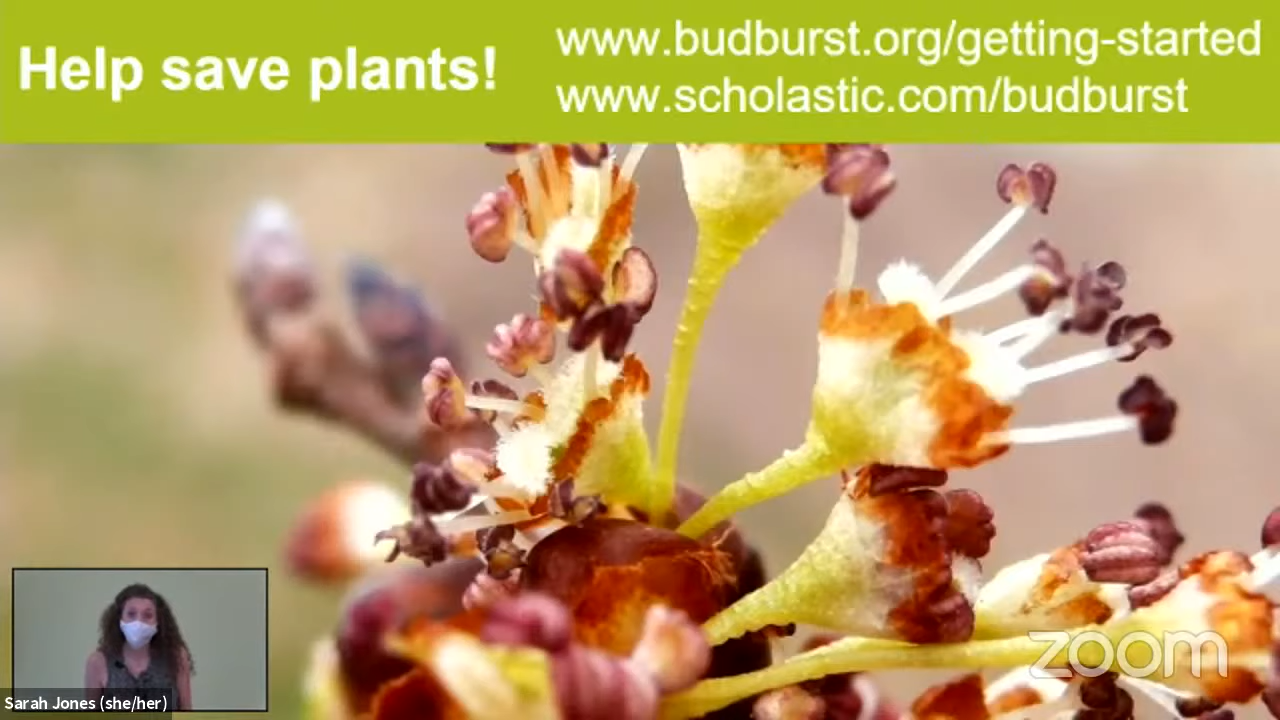 Help save plants!
www.budburst.org/getting-started
www.scholastic.com/budburst
Sarah Jones (she/her)
zoom